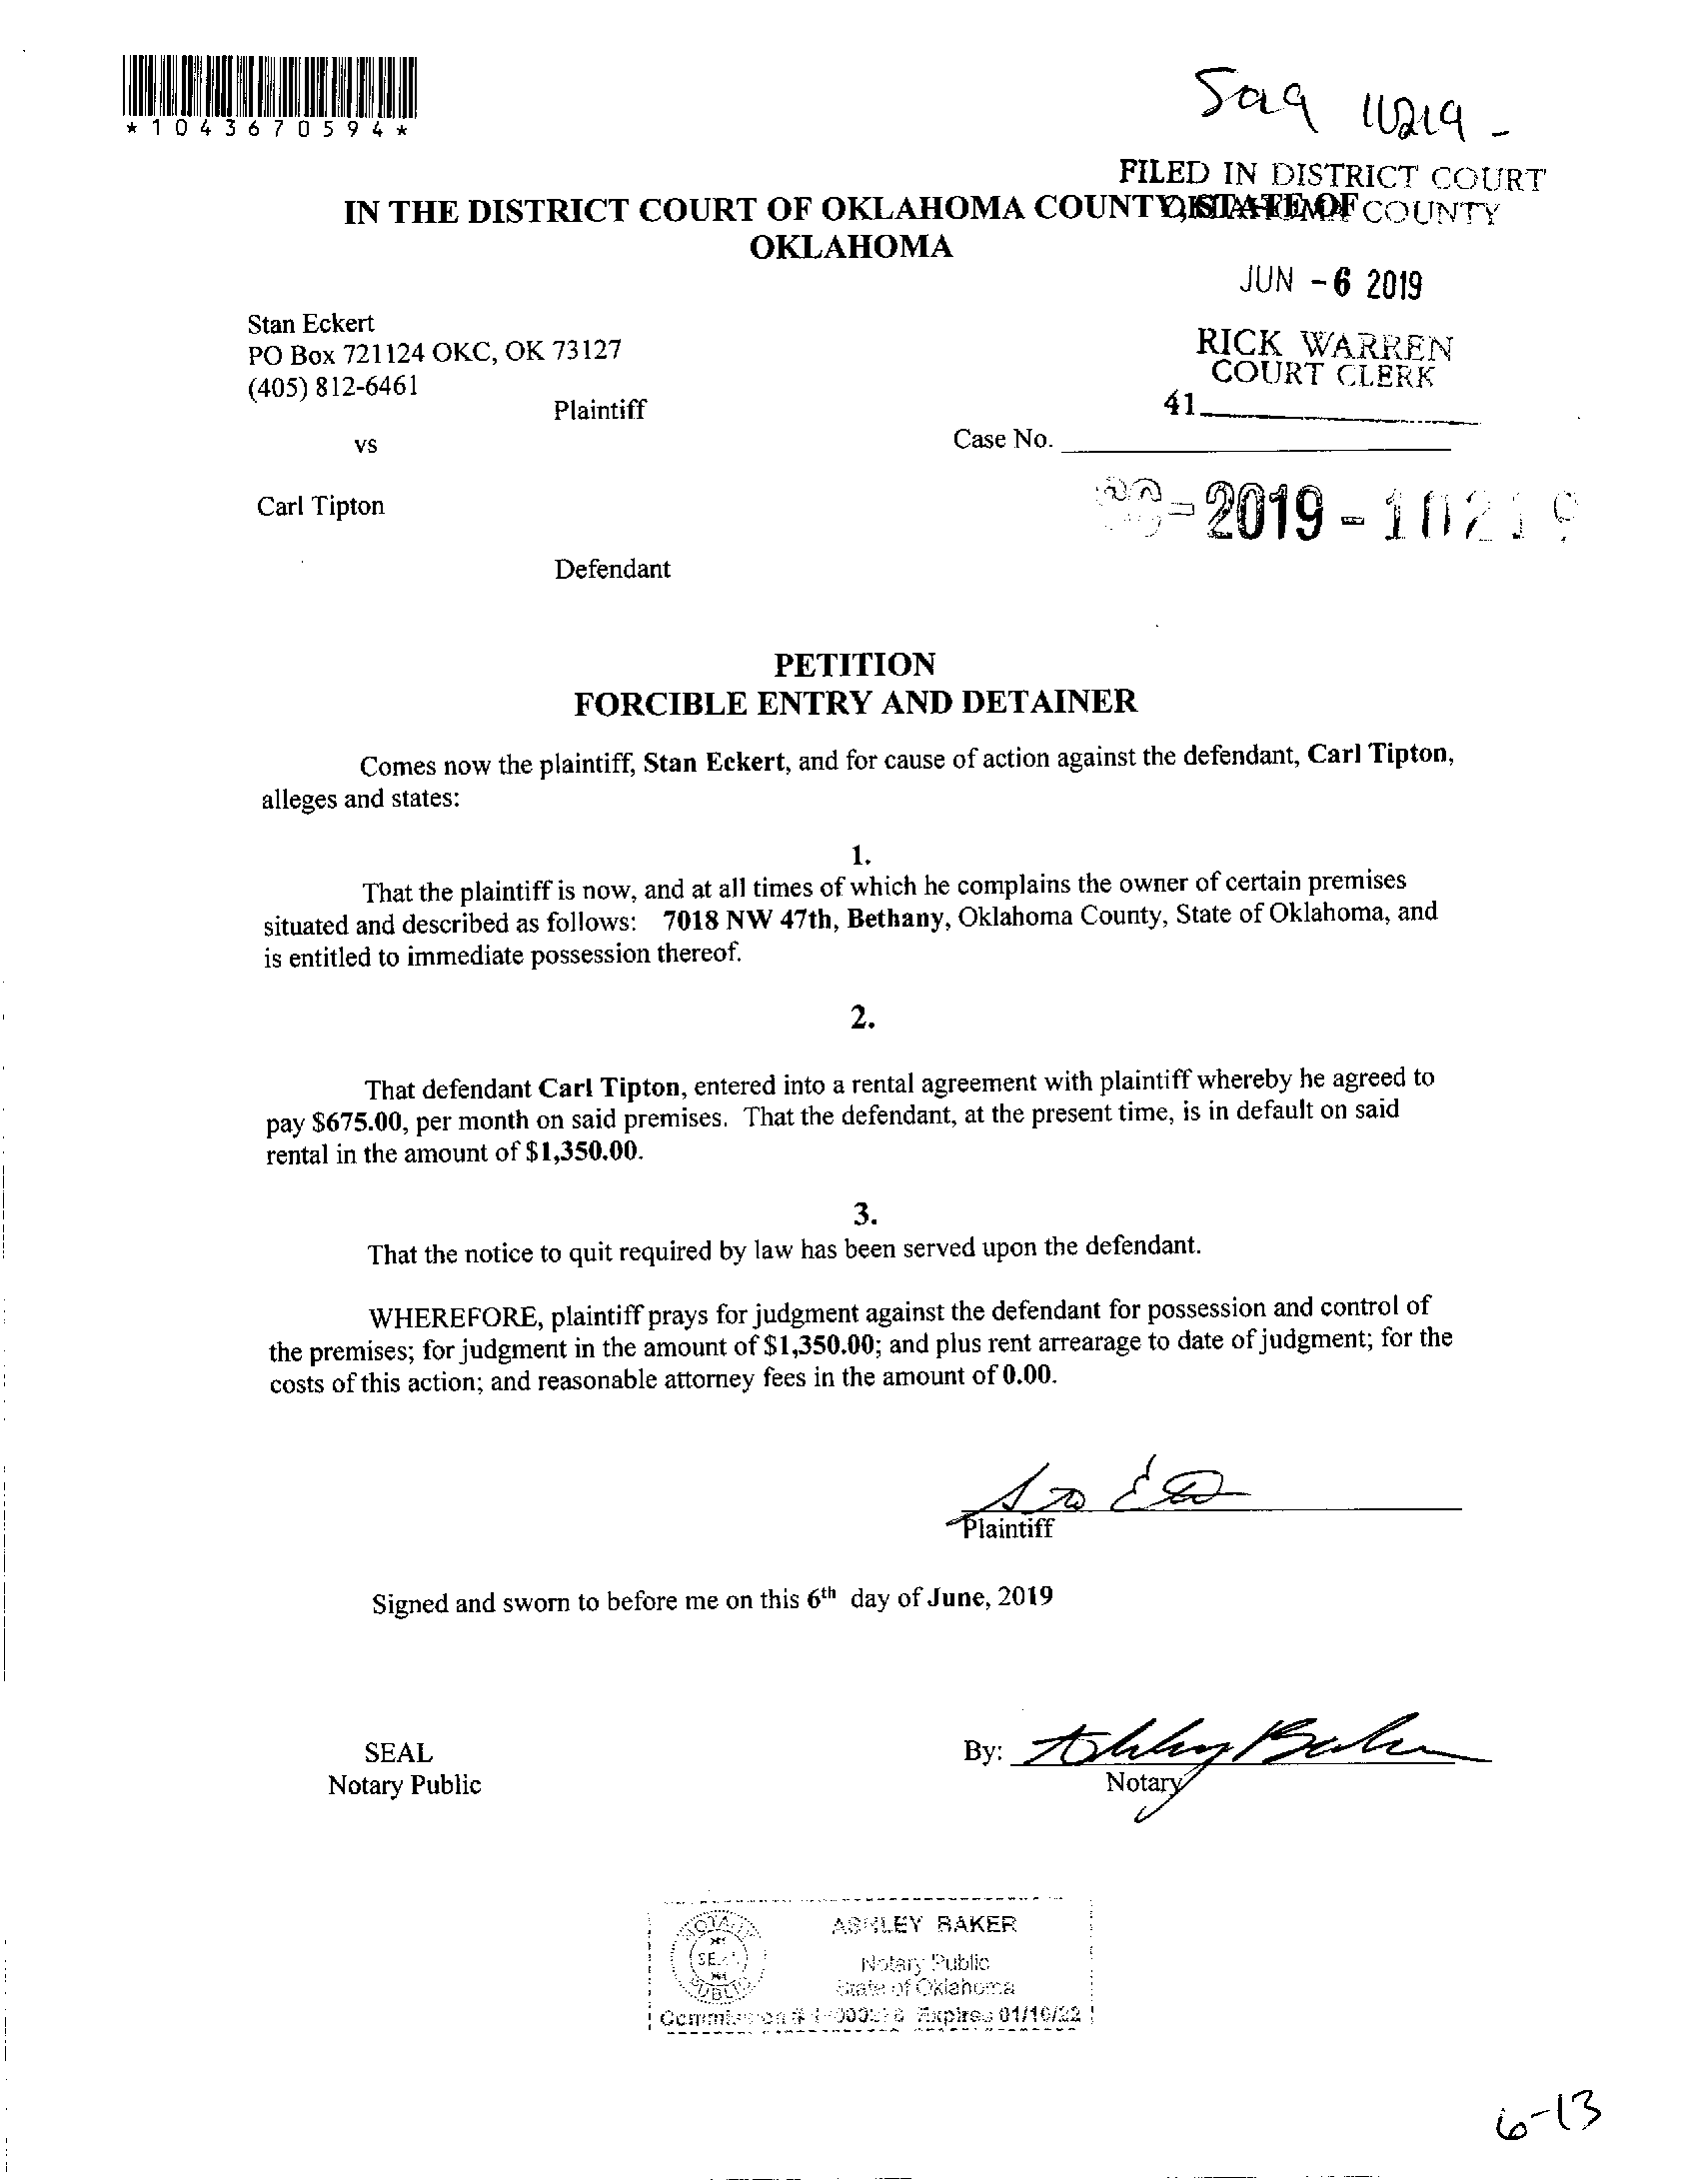 *1043670594*
FILED IN DISTRICT COURT
IN THE DISTRICT COURT OF OKLAHOMA COUNTY, STATE OF
OKLAHOMA COUNTY
OKLAHOMA
JUN -6 2019
Stan Eckert
PO Box 721124 OKC, OK 73127
(405) 812-6461
RICK WARREN
COURT CLERK
41
Plaintiff
Case No.
vs
-2019-10219
Carl Tipton
Defendant
PETITION
FORCIBLE ENTRY AND DETAINER
Comes now the plaintiff, Stan Eckert, and for cause of action against the defendant, Carl Tipton,
alleges and states:
1.
That the plaintiff is now, and at all times of which he complains the owner of certain premises
situated and described as follows: 7018 NW 47th, Bethany, Oklahoma County, State of Oklahoma, and
is entitled to immediate possession thereof.
2.
That defendant Carl Tipton, entered into a rental agreement with plaintiff whereby he agreed to
pay $675.00, per month on said premises. That the defendant, at the present time, is in default on said
rental in the amount of $1,350.00.
3.
That the notice to quit required by law has been served upon the defendant.
WHEREFORE, plaintiff prays for judgment against the defendant for possession and control of
the premises; for judgment in the amount of $1,350.00; and plus rent arrearage to date of judgment; for the
costs of this action; and reasonable attorney fees in the amount of 0.00.
Plaintiff
Signed and sworn to before me on this 6th day of June, 2019
SEAL
Notary Public
By: Ashley Baker
Notary
NOTARY
SEAL
PUBLIC
ASHLEY BAKER
Notary Public
State of Oklahoma
Commission # Expires 01/10/22
6-13